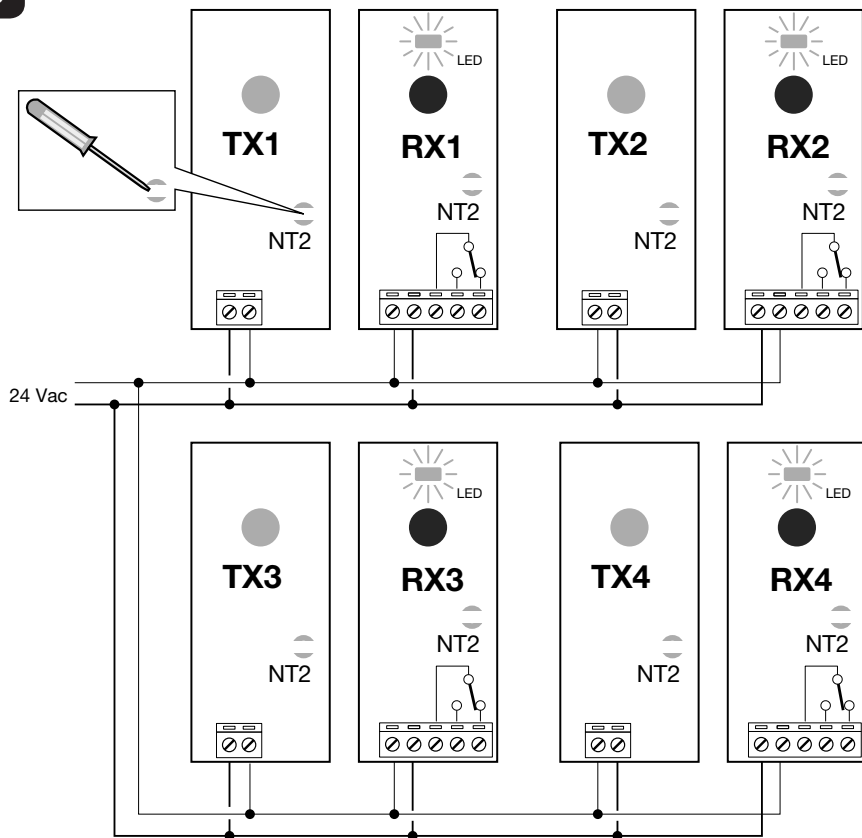 LED
LED
TX1
RX1
TX2
RX2
NT2
NT2
NT2
NT2
24 Vac
LED
LED
TX3
RX3
TX4
RX4
NT2
NT2
NT2
NT2